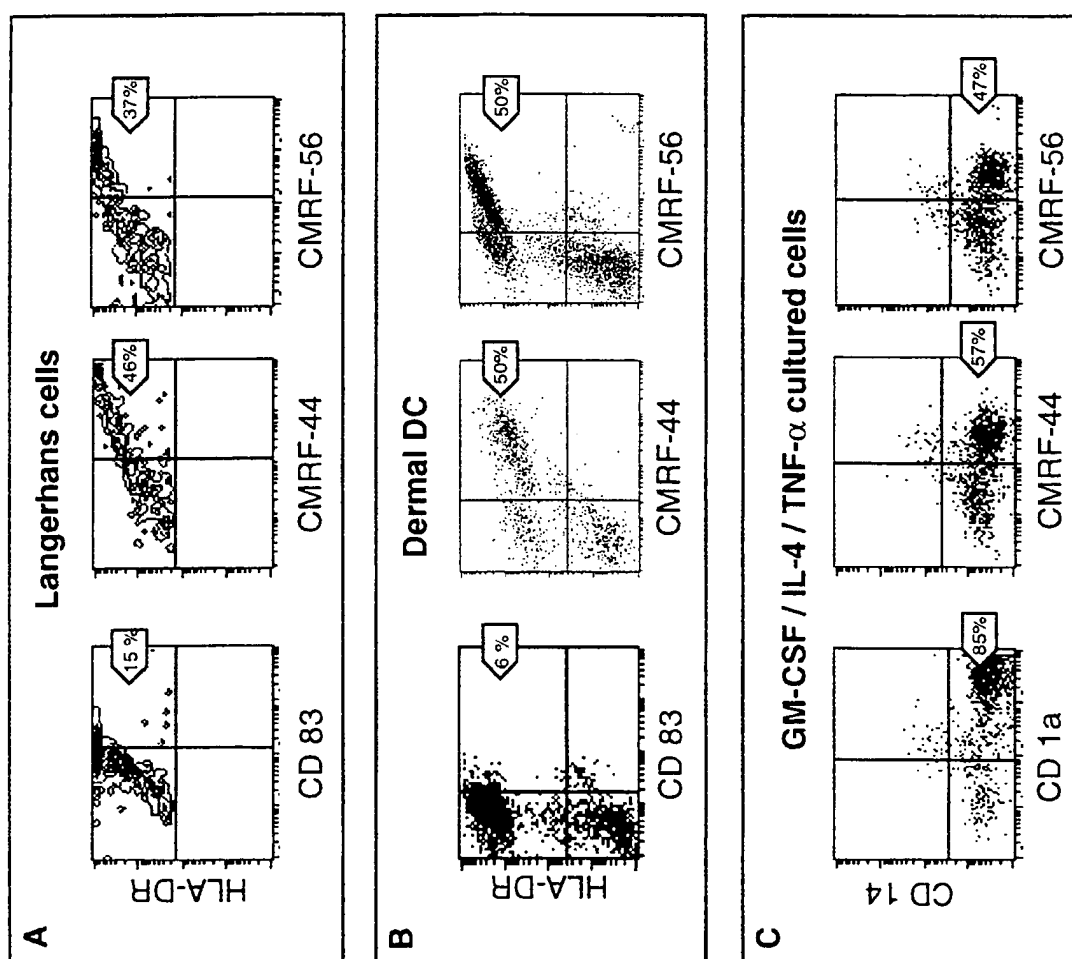 A
Langerhans cells
HLA-DR
15 %
46%
37%
CD 83
CMRF-44
CMRF-56
B
Dermal DC
HLA-DR
6 %
50%
50%
CD 83
CMRF-44
CMRF-56
C
GM-CSF / IL-4 / TNF-α cultured cells
CD 14
85%
57%
47%
CD 1a
CMRF-44
CMRF-56